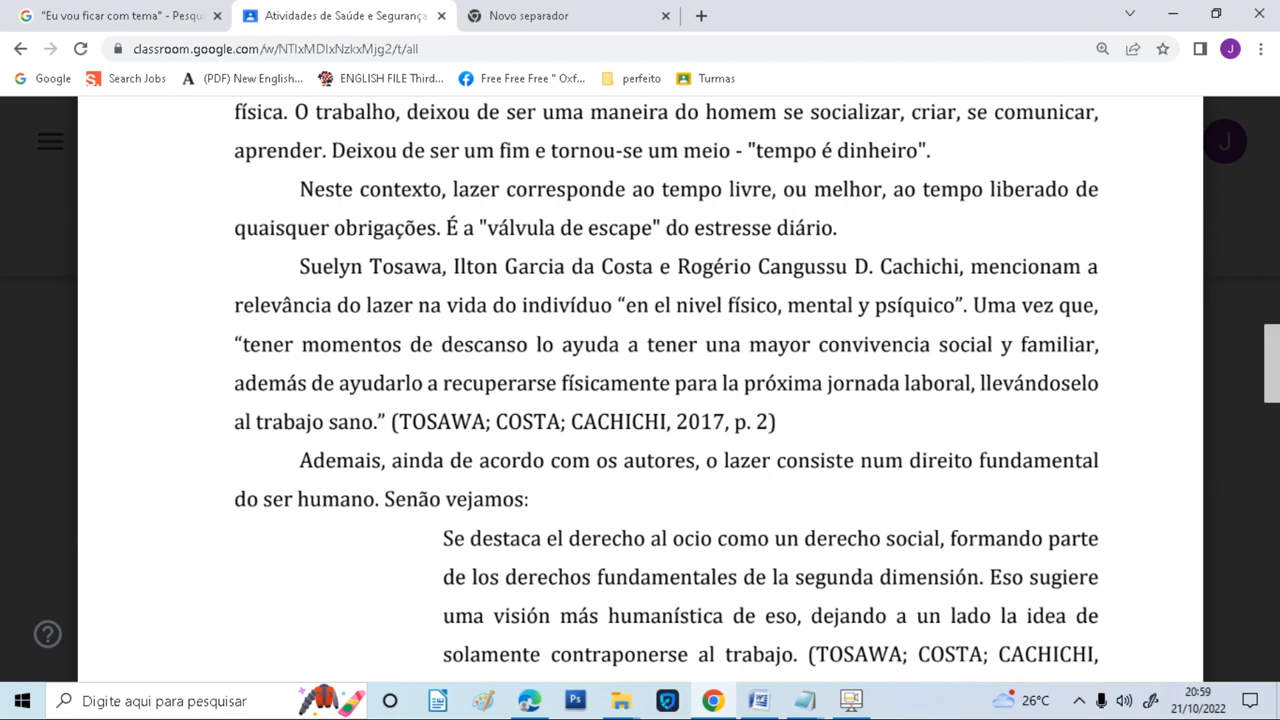 "Eu vou ficar com tema" - Pesqu
Atividades de Saúde e Segurança
Novo separador
classroom.google.com/w/NTIxMDIxNzkxMjg2/t/all
J
Google
Search Jobs
(PDF) New English...
ENGLISH FILE Third...
Free Free Free " Oxf...
perfeito
Turmas
física. O trabalho, deixou de ser uma maneira do homem se socializar, criar, se comunicar,
aprender. Deixou de ser um fim e tornou-se um meio - "tempo é dinheiro".
Neste contexto, lazer corresponde ao tempo livre, ou melhor, ao tempo liberado de
quaisquer obrigações. É a "válvula de escape" do estresse diário.
Suelyn Tosawa, Ilton Garcia da Costa e Rogério Cangussu D. Cachichi, mencionam a
relevância do lazer na vida do indivíduo “en el nivel físico, mental y psíquico”. Uma vez que,
“tener momentos de descanso lo ayuda a tener una mayor convivencia social y familiar,
además de ayudarlo a recuperarse físicamente para la próxima jornada laboral, llevándoselo
al trabajo sano.” (TOSAWA; COSTA; CACHICHI, 2017, p. 2)
Ademais, ainda de acordo com os autores, o lazer consiste num direito fundamental
do ser humano. Senão vejamos:
Se destaca el derecho al ocio como un derecho social, formando parte
de los derechos fundamentales de la segunda dimensión. Eso sugiere
uma visión más humanística de eso, dejando a un lado la idea de
solamente contraponerse al trabajo. (TOSAWA; COSTA; CACHICHI,
J
Digite aqui para pesquisar
Ps
26°C
20:59
21/10/2022